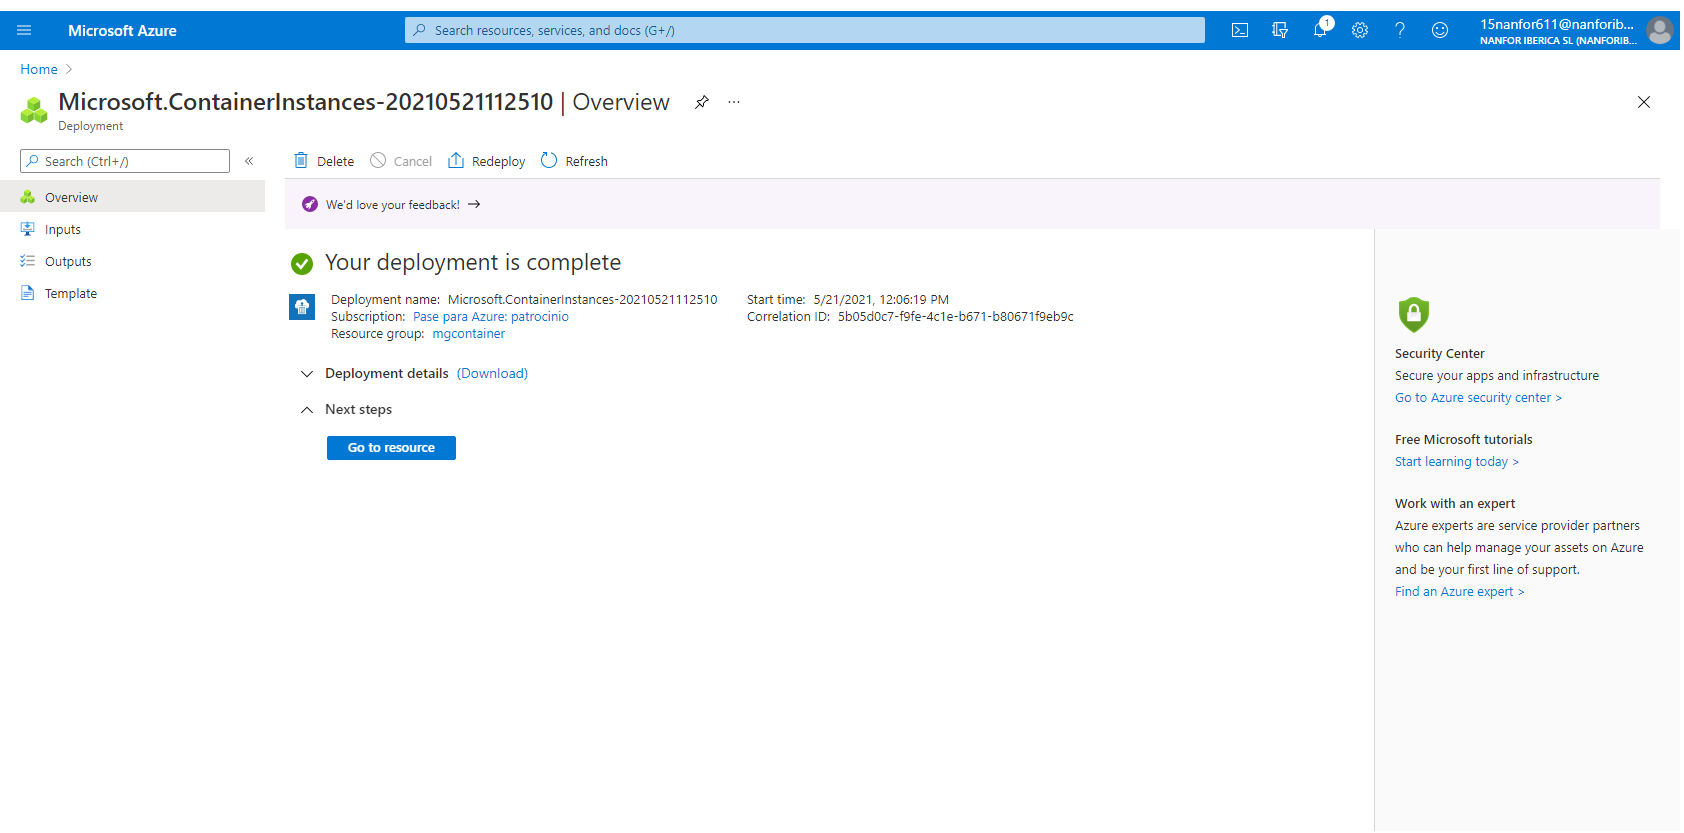 Microsoft Azure
Search resources, services, and docs (G+/)
1
15nanfor611@nanforib...
NANFOR IBERICA SL (NANFORIB...
Home >
Microsoft.ContainerInstances-20210521112510 | Overview
...
Deployment
Search (Ctrl+/)
«
Delete
Cancel
Redeploy
Refresh
Overview
Inputs
Outputs
Template
We'd love your feedback! →
Your deployment is complete
Deployment name: Microsoft.ContainerInstances-20210521112510
Subscription: Pase para Azure: patrocinio
Resource group: mgcontainer
Start time: 5/21/2021, 12:06:19 PM
Correlation ID: 5b05d0c7-f9fe-4c1e-b671-b80671f9eb9c
Deployment details (Download)
Next steps
Go to resource
Security Center
Secure your apps and infrastructure
Go to Azure security center >
Free Microsoft tutorials
Start learning today >
Work with an expert
Azure experts are service provider partners
who can help manage your assets on Azure
and be your first line of support.
Find an Azure expert >